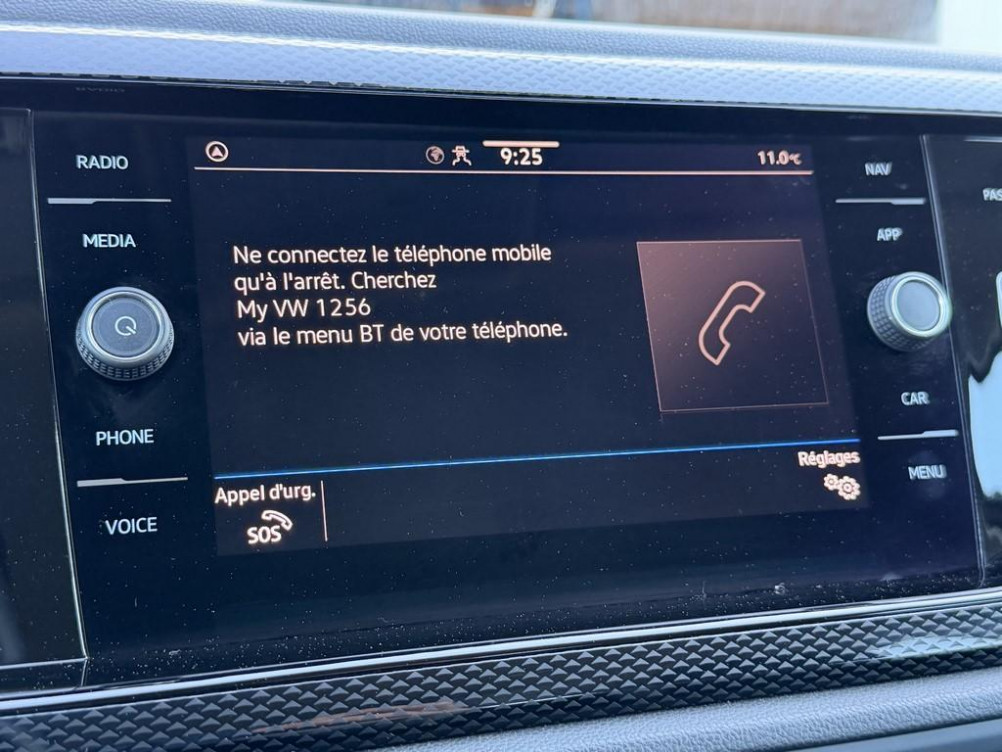 RADIO
9:25
11.0°C
NAV
MEDIA
APP
Ne connectez le téléphone mobile
qu'à l'arrêt. Cherchez
My VW 1256
via le menu BT de votre téléphone.
CAR
PHONE
Réglages
MENU
Appel d'urg.
SOS
VOICE